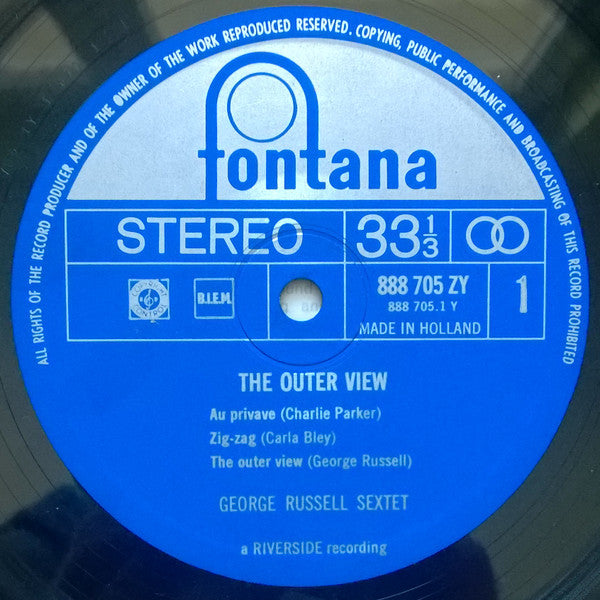 ALL RIGHTS OF THE RECORD PRODUCER AND OF THE OWNER OF THE WORK REPRODUCED RESERVED. COPYING, PUBLIC PERFORMANCE AND BROADCASTING OF THIS RECORD PROHIBITED
fontana
STEREO 33 1/3
B.I.E.M. 888 705 ZY 1
888 705.1 Y
MADE IN HOLLAND
THE OUTER VIEW
Au privave (Charlie Parker)
Zig-zag (Carla Bley)
The outer view (George Russell)
GEORGE RUSSELL SEXTET
a RIVERSIDE recording